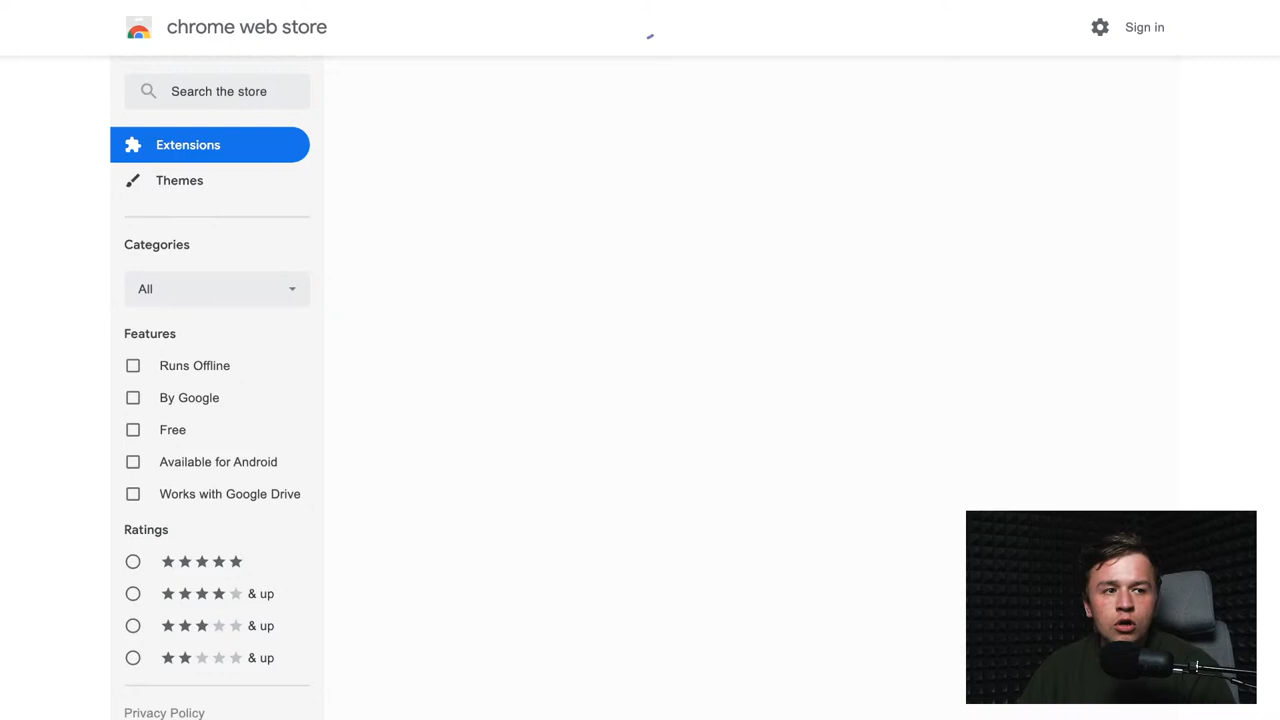 chrome web store
Sign in
Search the store
Extensions
Themes
Categories
All
Features
Runs Offline
By Google
Free
Available for Android
Works with Google Drive
Ratings
& up
& up
& up
Privacy Policy